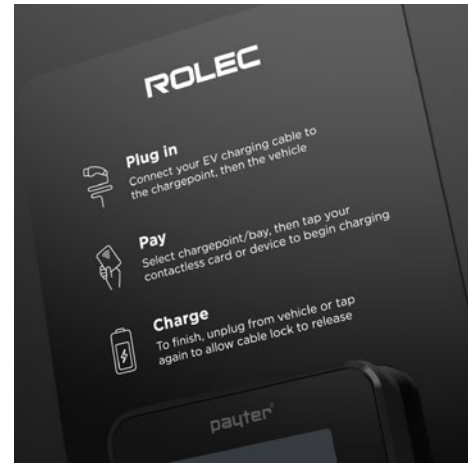 ROLEC
Plug in
Connect your EV charging cable to
the chargepoint, then the vehicle
Pay
Select chargepoint/bay, then tap your
contactless card or device to begin charging
Charge
To finish, unplug from vehicle or tap
again to allow cable lock to release
payter